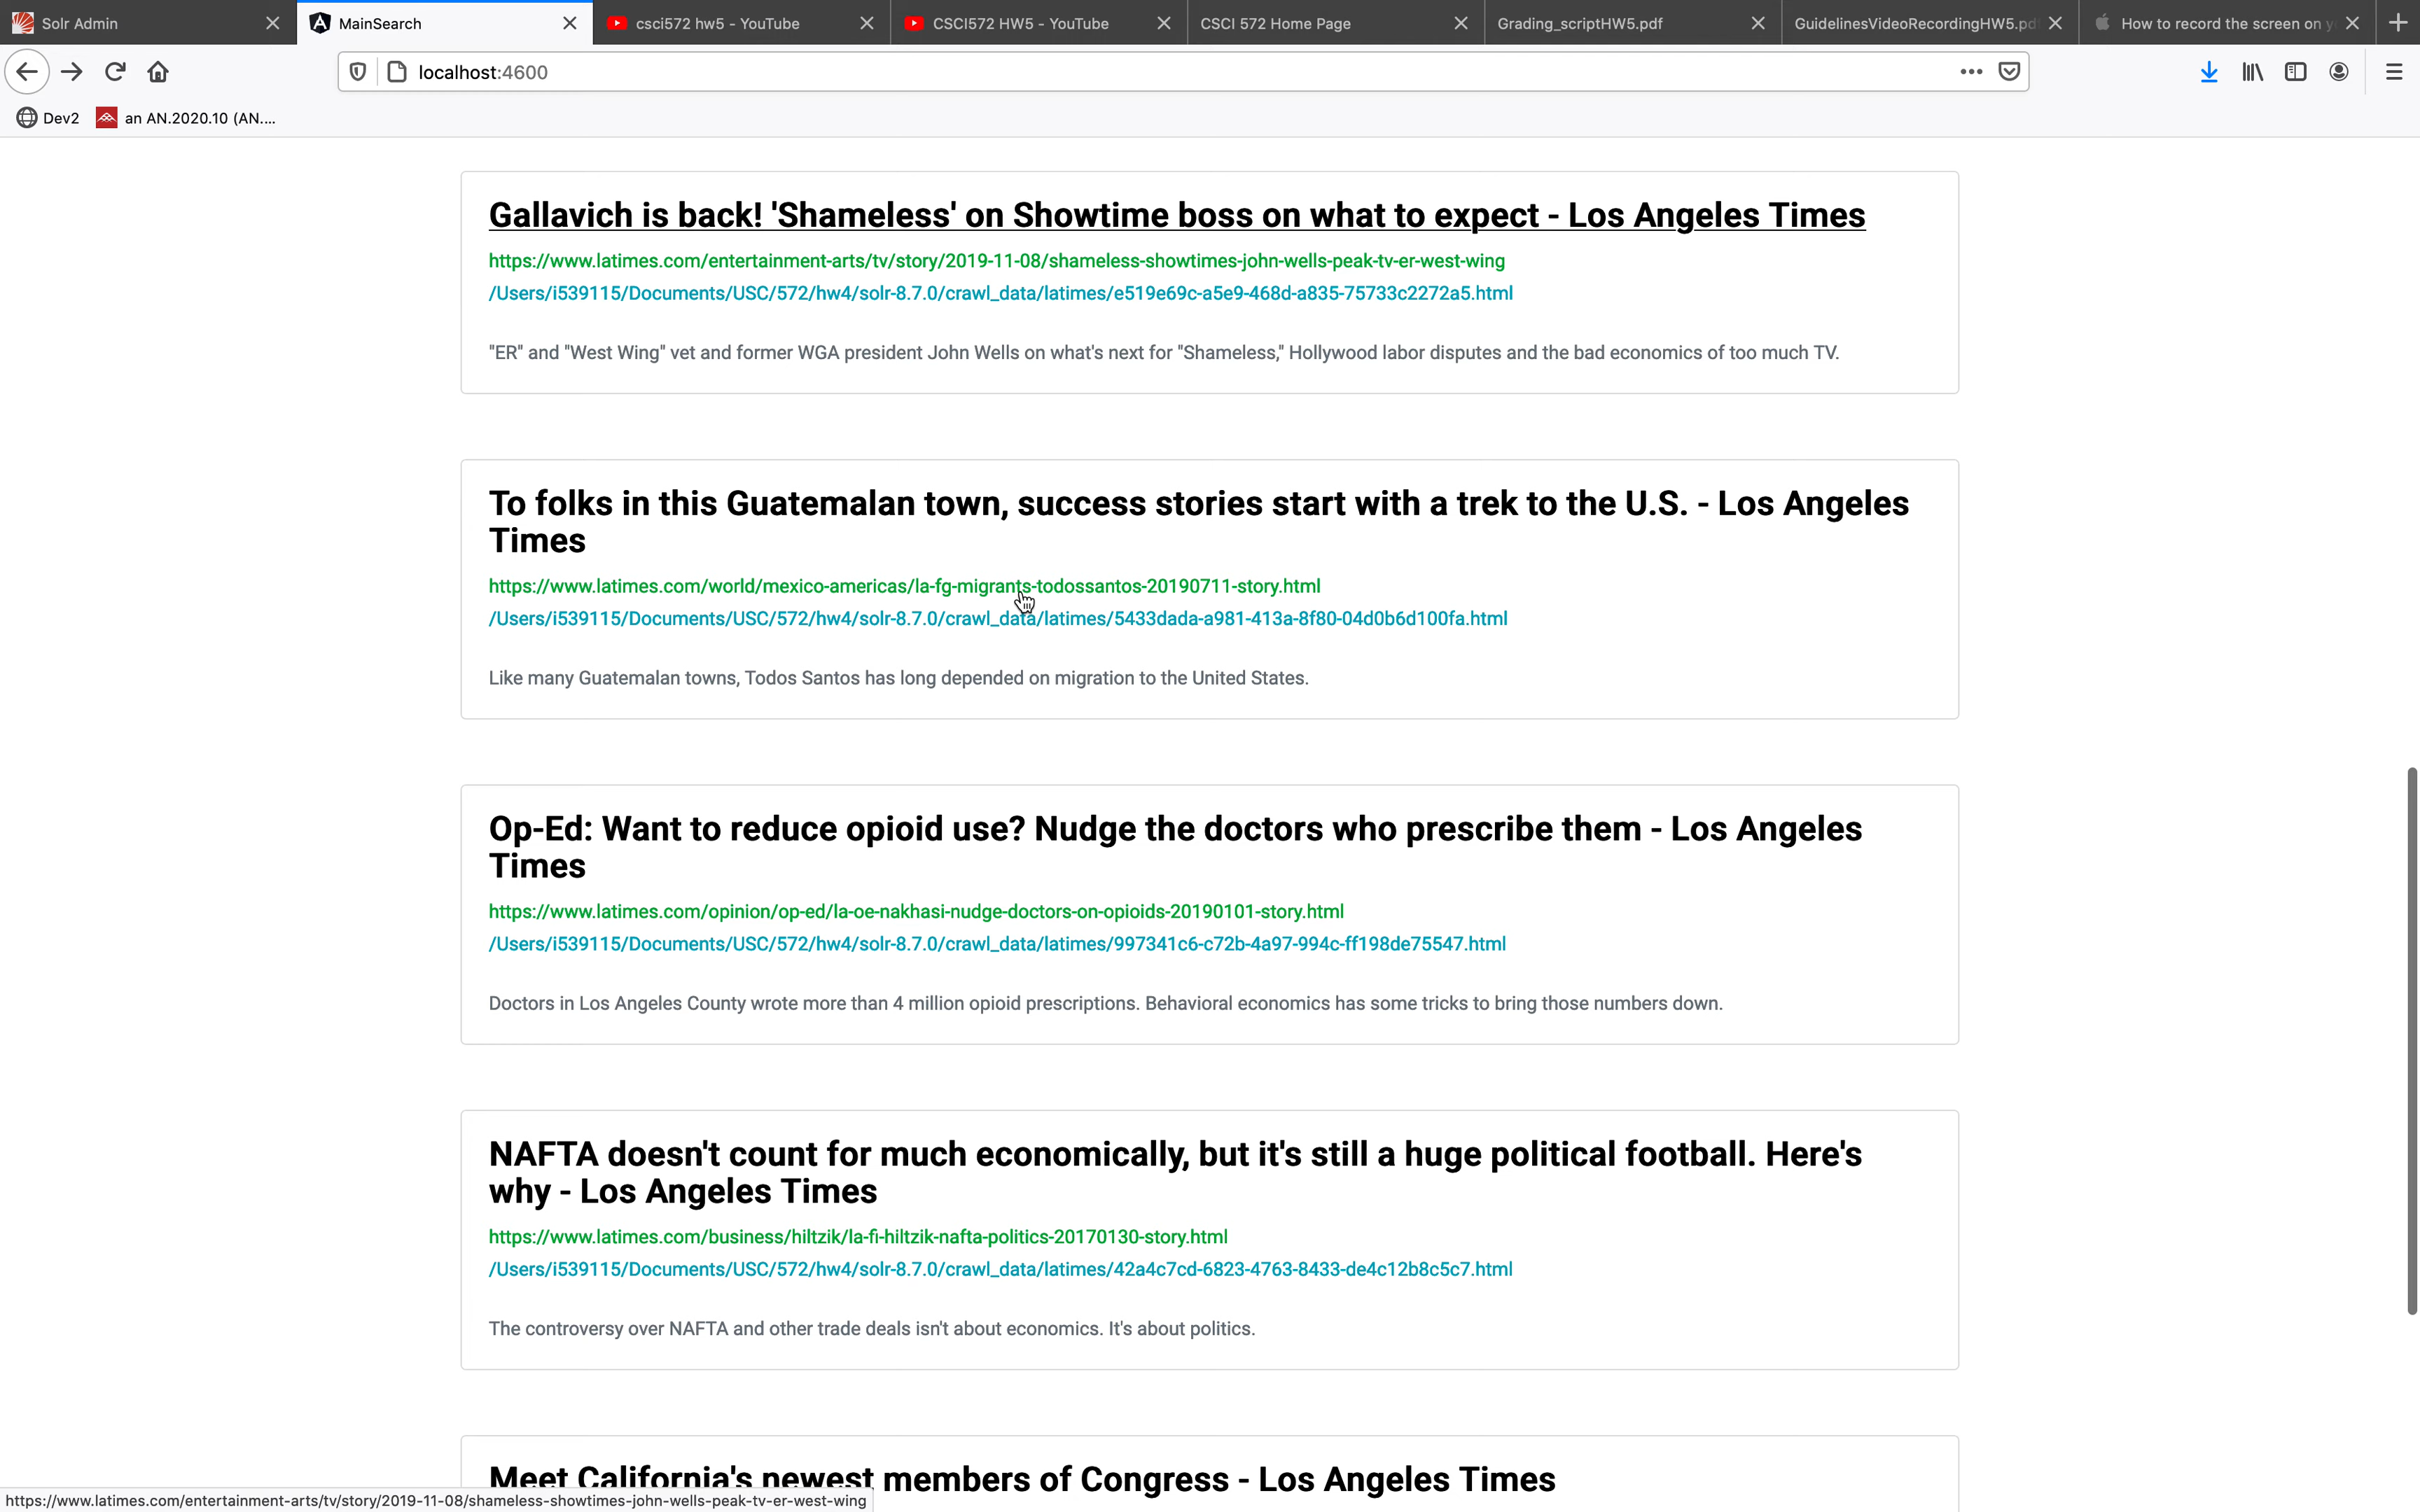 Solr Admin
MainSearch
csci572 hw5 - YouTube
CSCI572 HW5 - YouTube
CSCI 572 Home Page
Grading_scriptHW5.pdf
GuidelinesVideoRecordingHW5.pd
How to record the screen on y
localhost:4600
Dev2
an AN.2020.10 (AN....
Gallavich is back! 'Shameless' on Showtime boss on what to expect - Los Angeles Times
https://www.latimes.com/entertainment-arts/tv/story/2019-11-08/shameless-showtimes-john-wells-peak-tv-er-west-wing
/Users/i539115/Documents/USC/572/hw4/solr-8.7.0/crawl_data/latimes/e519e69c-a5e9-468d-a835-75733c2272a5.html
"ER" and "West Wing" vet and former WGA president John Wells on what's next for "Shameless," Hollywood labor disputes and the bad economics of too much TV.
To folks in this Guatemalan town, success stories start with a trek to the U.S. - Los Angeles
Times
https://www.latimes.com/world/mexico-americas/la-fg-migrants-todossantos-20190711-story.html
/Users/i539115/Documents/USC/572/hw4/solr-8.7.0/crawl_data/latimes/5433dada-a981-413a-8f80-04d0b6d100fa.html
Like many Guatemalan towns, Todos Santos has long depended on migration to the United States.
Op-Ed: Want to reduce opioid use? Nudge the doctors who prescribe them - Los Angeles
Times
https://www.latimes.com/opinion/op-ed/la-oe-nakhasi-nudge-doctors-on-opioids-20190101-story.html
/Users/i539115/Documents/USC/572/hw4/solr-8.7.0/crawl_data/latimes/997341c6-c72b-4a97-994c-ff198de75547.html
Doctors in Los Angeles County wrote more than 4 million opioid prescriptions. Behavioral economics has some tricks to bring those numbers down.
NAFTA doesn't count for much economically, but it's still a huge political football. Here's
why - Los Angeles Times
https://www.latimes.com/business/hiltzik/la-fi-hiltzik-nafta-politics-20170130-story.html
/Users/i539115/Documents/USC/572/hw4/solr-8.7.0/crawl_data/latimes/42a4c7cd-6823-4763-8433-de4c12b8c5c7.html
The controversy over NAFTA and other trade deals isn't about economics. It's about politics.
Meet California's newest members of Congress - Los Angeles Times
https://www.latimes.com/entertainment-arts/tv/story/2019-11-08/shameless-showtimes-john-wells-peak-tv-er-west-wing